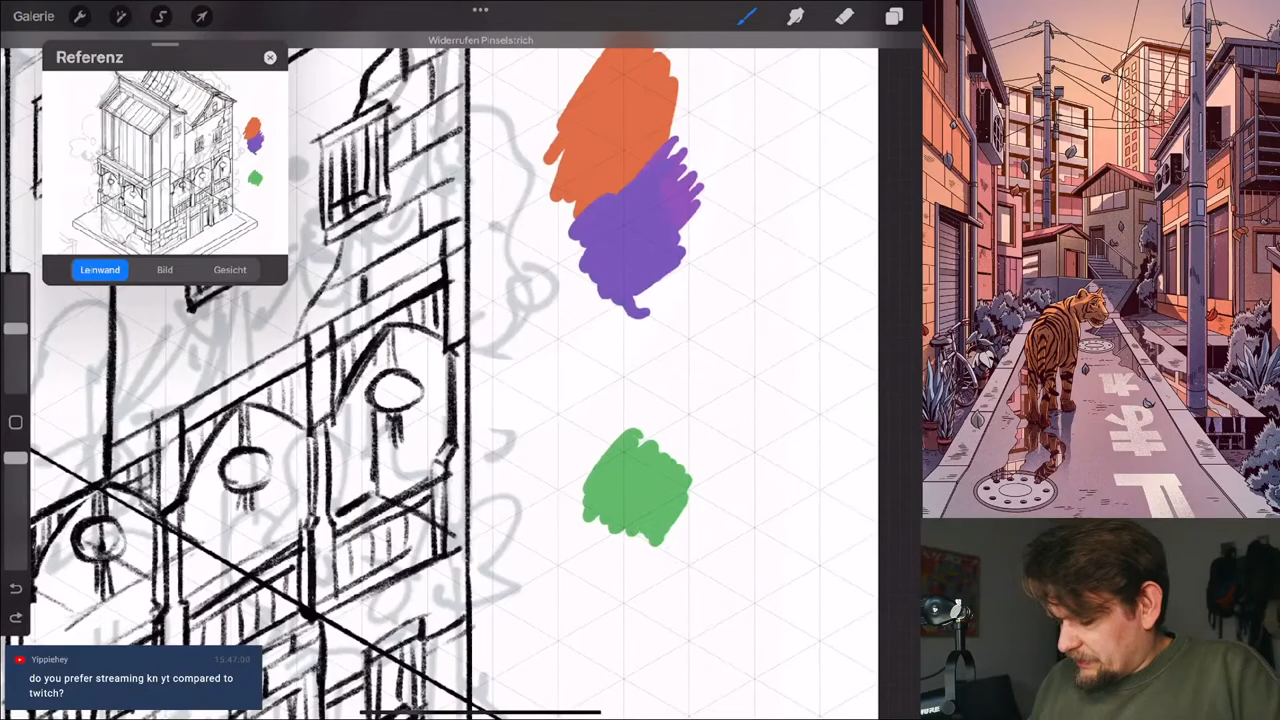 Galerie
Widerrufen Pinselstrich
Referenz
Leinwand
Bild
Gesicht
Yippiehey 15:47:00
do you prefer streaming kn yt compared to
twitch?